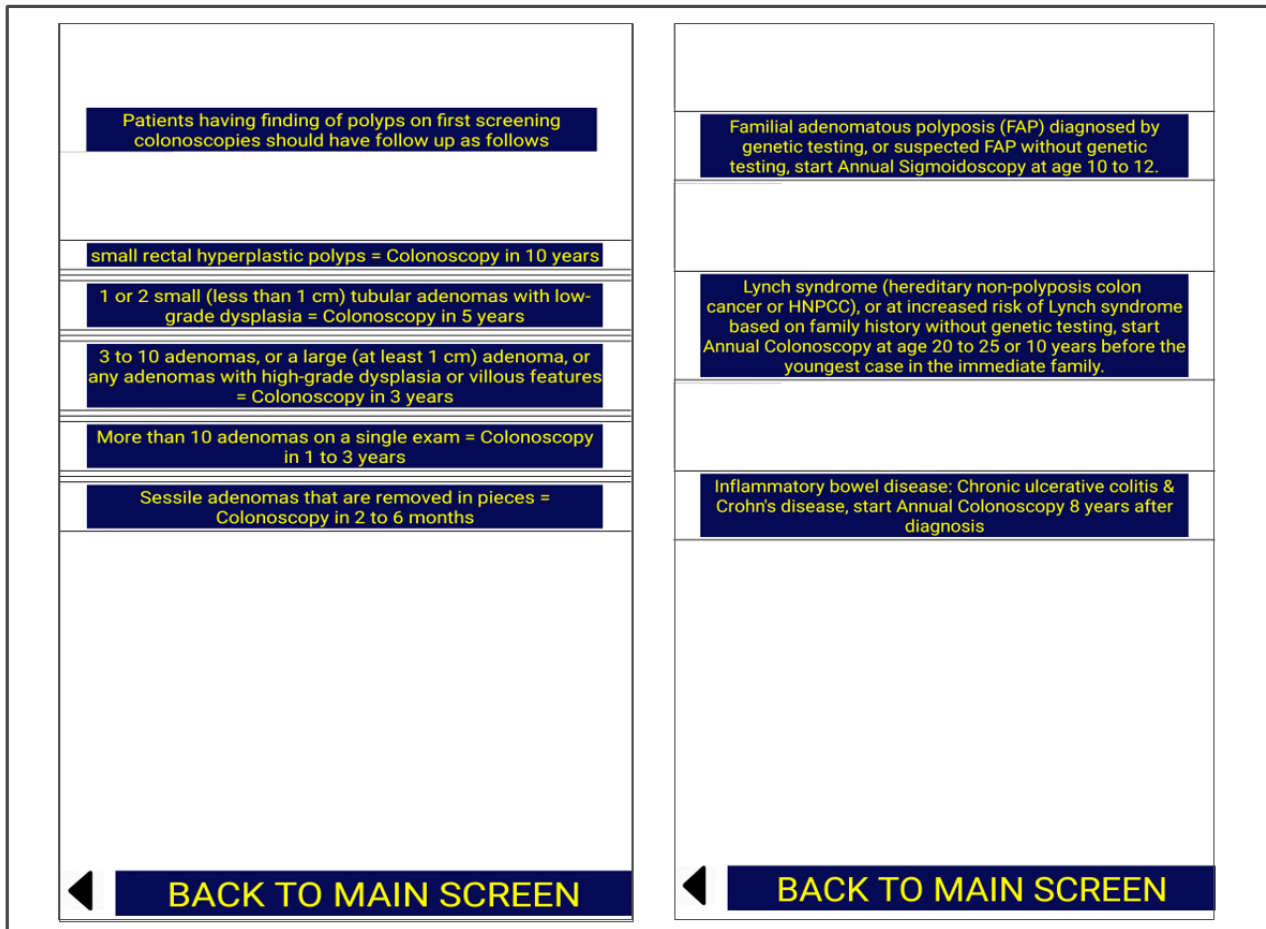 Patients having finding of polyps on first screening
colonoscopies should have follow up as follows
small rectal hyperplastic polyps = Colonoscopy in 10 years
1 or 2 small (less than 1 cm) tubular adenomas with low-
grade dysplasia = Colonoscopy in 5 years
3 to 10 adenomas, or a large (at least 1 cm) adenoma, or
any adenomas with high-grade dysplasia or villous features
= Colonoscopy in 3 years
More than 10 adenomas on a single exam = Colonoscopy
in 1 to 3 years
Sessile adenomas that are removed in pieces =
Colonoscopy in 2 to 6 months
BACK TO MAIN SCREEN
Familial adenomatous polyposis (FAP) diagnosed by
genetic testing, or suspected FAP without genetic
testing, start Annual Sigmoidoscopy at age 10 to 12.
Lynch syndrome (hereditary non-polyposis colon
cancer or HNPCC), or at increased risk of Lynch syndrome
based on family history without genetic testing, start
Annual Colonoscopy at age 20 to 25 or 10 years before the
youngest case in the immediate family.
Inflammatory bowel disease: Chronic ulcerative colitis &
Crohn's disease, start Annual Colonoscopy 8 years after
diagnosis
BACK TO MAIN SCREEN